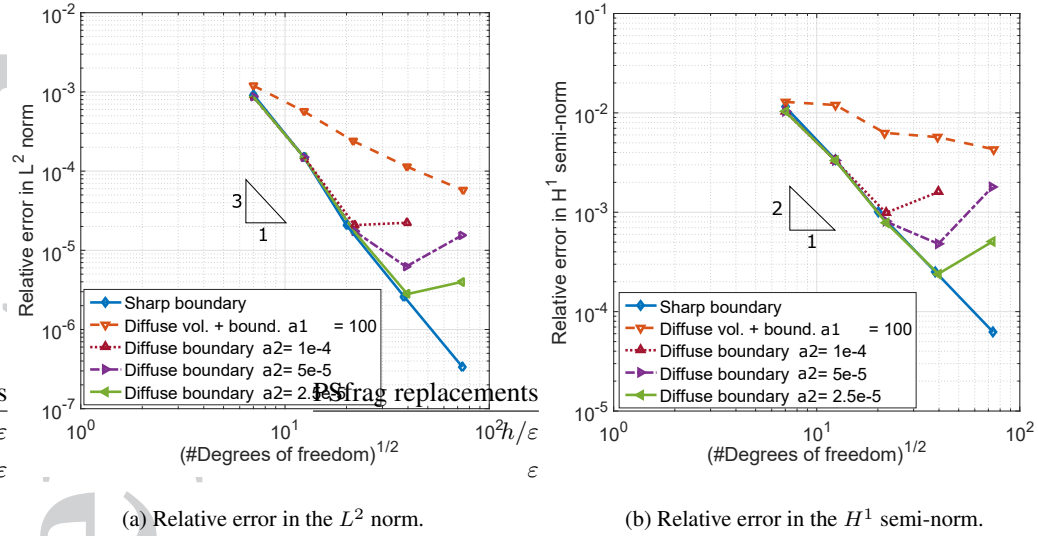 10^-2
10^-3
10^-4
10^-5
10^-6
10^-7
Relative error in L^2 norm
3
1
Sharp boundary
Diffuse vol. + bound. a1 = 100
Diffuse boundary a2= 1e-4
Diffuse boundary a2= 5e-5
Diffuse boundary a2= 2.5e-5
10^0
10^1
10^2
(#Degrees of freedom)^1/2
s
ε
ε
PSfrag replacements
h/ε
ε
10^-1
10^-2
10^-3
10^-4
10^-5
Relative error in H^1 semi-norm
2
1
Sharp boundary
Diffuse vol. + bound. a1 = 100
Diffuse boundary a2= 1e-4
Diffuse boundary a2= 5e-5
Diffuse boundary a2= 2.5e-5
10^0
10^1
10^2
(#Degrees of freedom)^1/2
(a) Relative error in the L^2 norm.
(b) Relative error in the H^1 semi-norm.